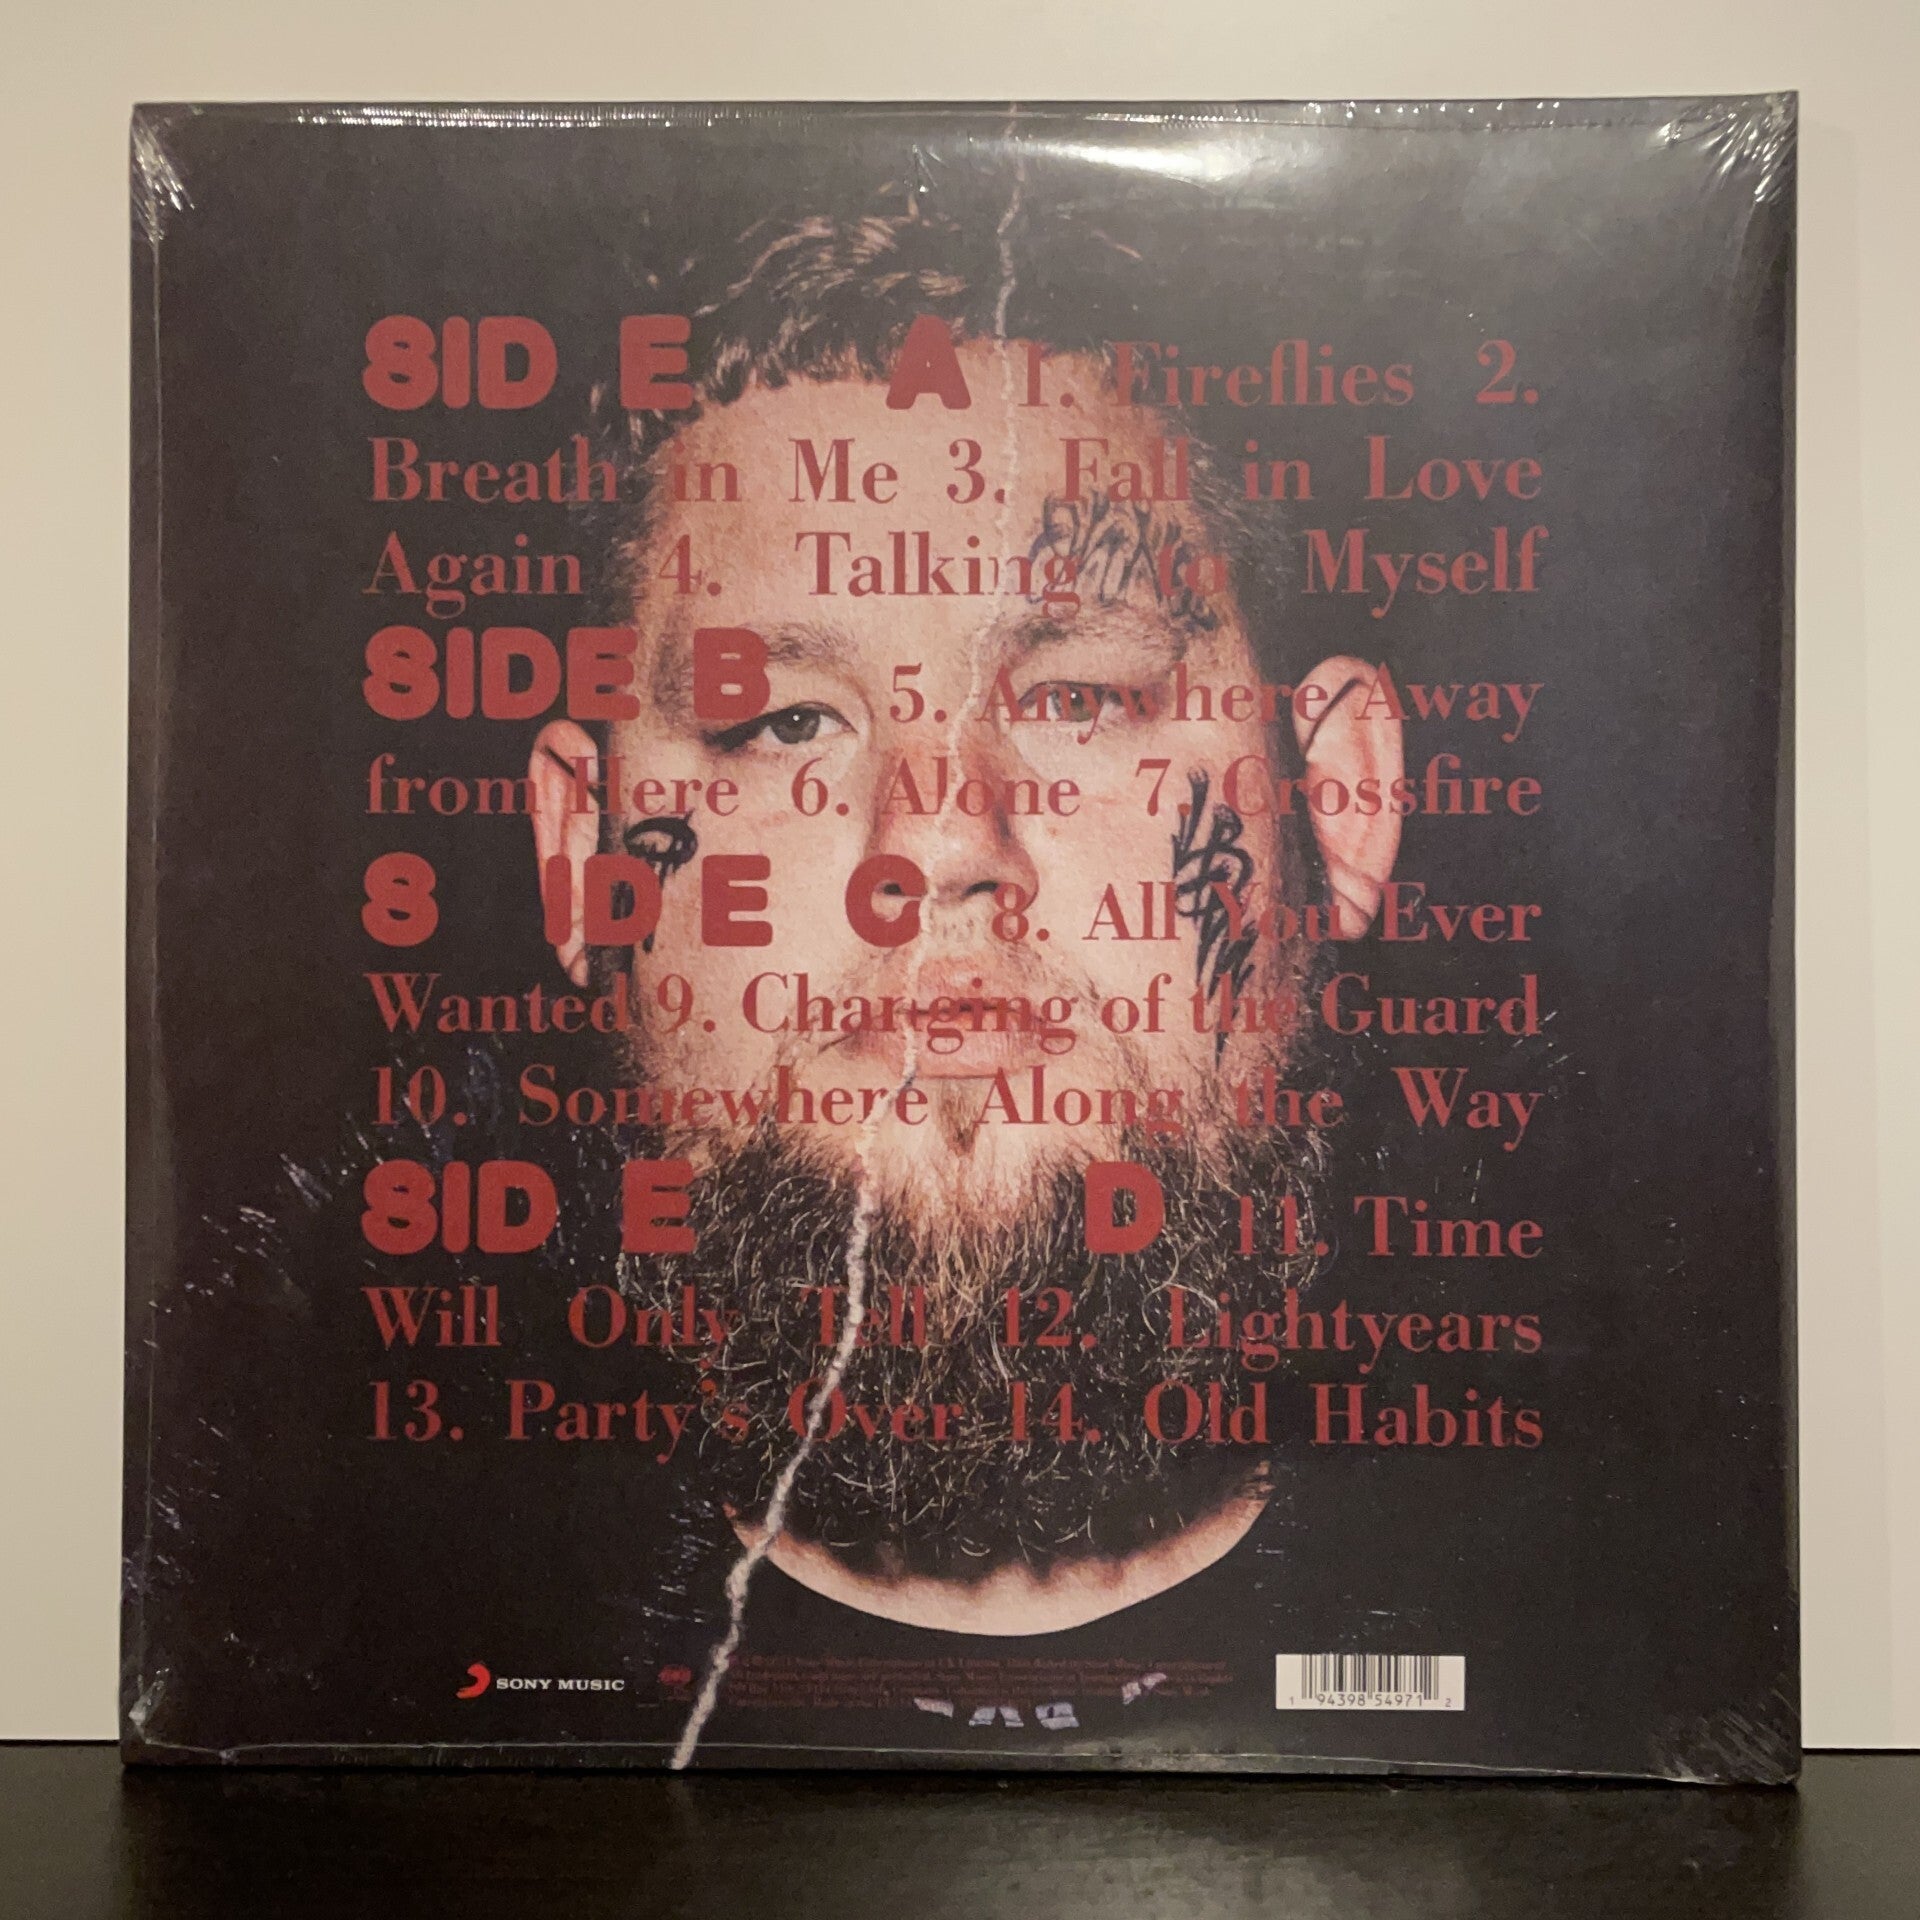 SIDE A 1. Fireflies 2.
Breath in Me 3. Fall in Love
Again 4. Talking to Myself
SIDE B 5. Anywhere Away
from Here 6. Alone 7. Crossfire
SIDE C 8. All You Ever
Wanted 9. Changing of the Guard
10. Somewhere Along the Way
SIDE D 11. Time
Will Only Tell 12. Lightyears
13. Party's Over 14. Old Habits
SONY MUSIC
1 94398 54971 2